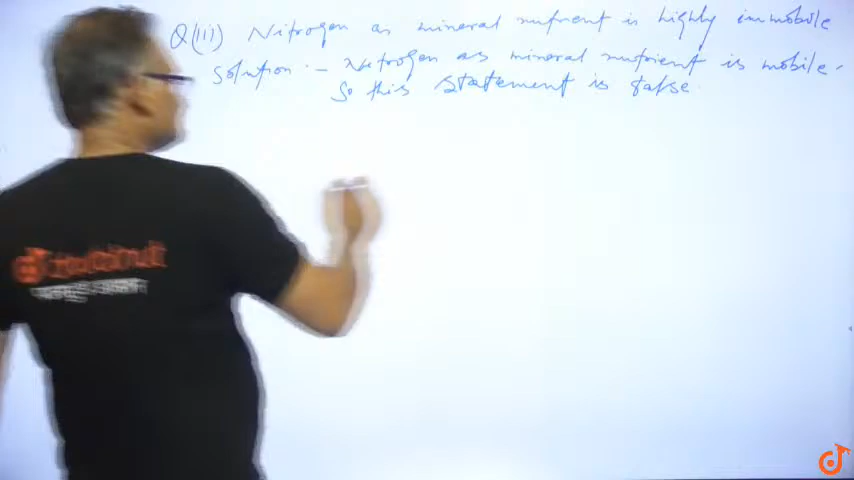 Q(iii) Nitrogen as mineral nutrient is highly immobile
Solution :- Nitrogen as mineral nutrient is mobile.
So this statement is false.